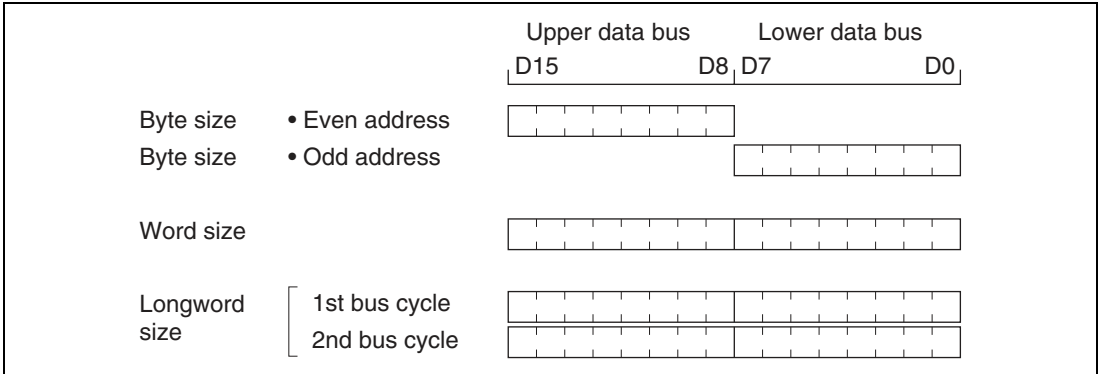 Upper data bus Lower data bus
D15 D8 D7 D0
Byte size • Even address
Byte size • Odd address
Word size
Longword size
1st bus cycle
2nd bus cycle